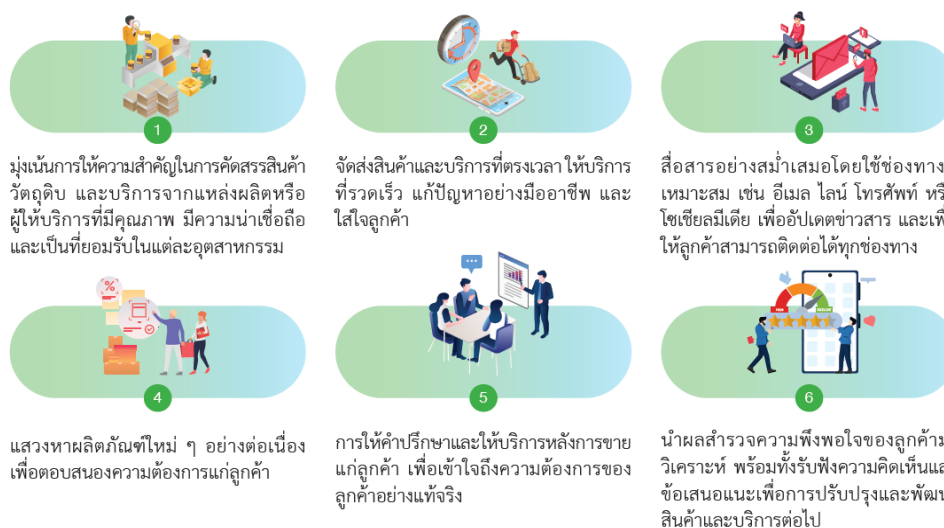 1
มุ่งเน้นการให้ความสำคัญในการคัดสรรสินค้า
วัตถุดิบ และบริการจากแหล่งผลิตหรือ
ผู้ให้บริการที่มีคุณภาพ มีความน่าเชื่อถือ
และเป็นที่ยอมรับในแต่ละอุตสาหกรรม
2
จัดส่งสินค้าและบริการที่ตรงเวลา ให้บริการ
ที่รวดเร็ว แก้ปัญหาอย่างมืออาชีพ และ
ใส่ใจลูกค้า
3
สื่อสารอย่างสม่ำเสมอโดยใช้ช่องทาง
เหมาะสม เช่น อีเมล ไลน์ โทรศัพท์
โซเชียลมีเดีย เพื่ออัปเดตข่าวสาร
ให้ลูกค้าสามารถติดต่อได้ทุกช่องทาง
%
4
แสวงหาผลิตภัณฑ์ใหม่ ๆ อย่างต่อเนื่อง
เพื่อตอบสนองความต้องการแก่ลูกค้า
5
การให้คำปรึกษาและให้บริการหลังการขาย
แก่ลูกค้า เพื่อเข้าใจถึงความต้องการของ
ลูกค้าอย่างแท้จริง
6
นำผลสำรวจความพึงพอใจของลูกค้า
วิเคราะห์ พร้อมทั้งรับฟังความคิดเห็น
ข้อเสนอแนะเพื่อการปรับปรุงและ
สินค้าและบริการต่อไป